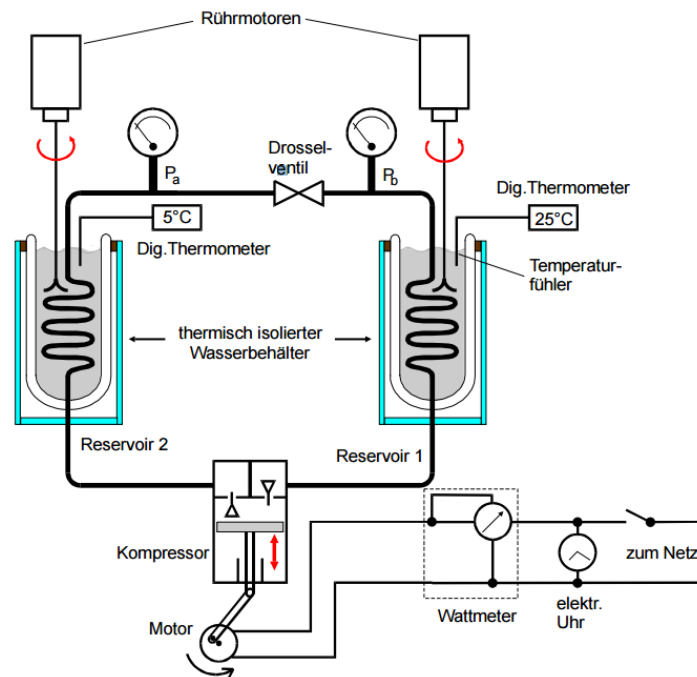 Rührmotoren
Drossel-
ventil
Pa
Pb
Dig.Thermometer
5°C
25°C
Dig.Thermometer
Temperatur-
fühler
thermisch isolierter
Wasserbehälter
Reservoir 2
Reservoir 1
Kompressor
zum Netz
Motor
Wattmeter
elektr.
Uhr